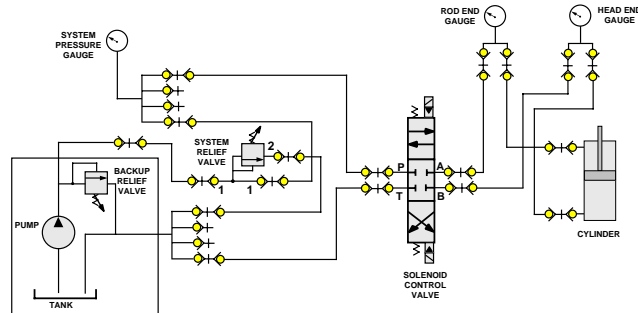 SYSTEM
PRESSURE
GAUGE
ROD END
GAUGE
HEAD END
GAUGE
SYSTEM
RELIEF
VALVE
2
1
1
BACKUP
RELIEF
VALVE
PUMP
TANK
P
A
T
B
SOLENOID
CONTROL
VALVE
CYLINDER